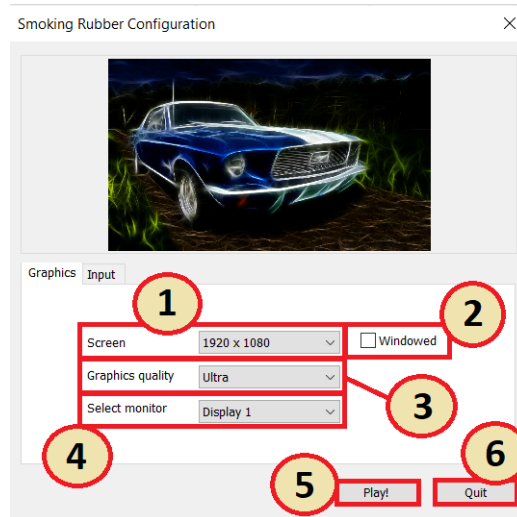 Smoking Rubber Configuration
Graphics Input
1
2
Screen 1920 x 1080 Windowed
Graphics quality Ultra
3
Select monitor Display 1
4
5
6
Play! Quit